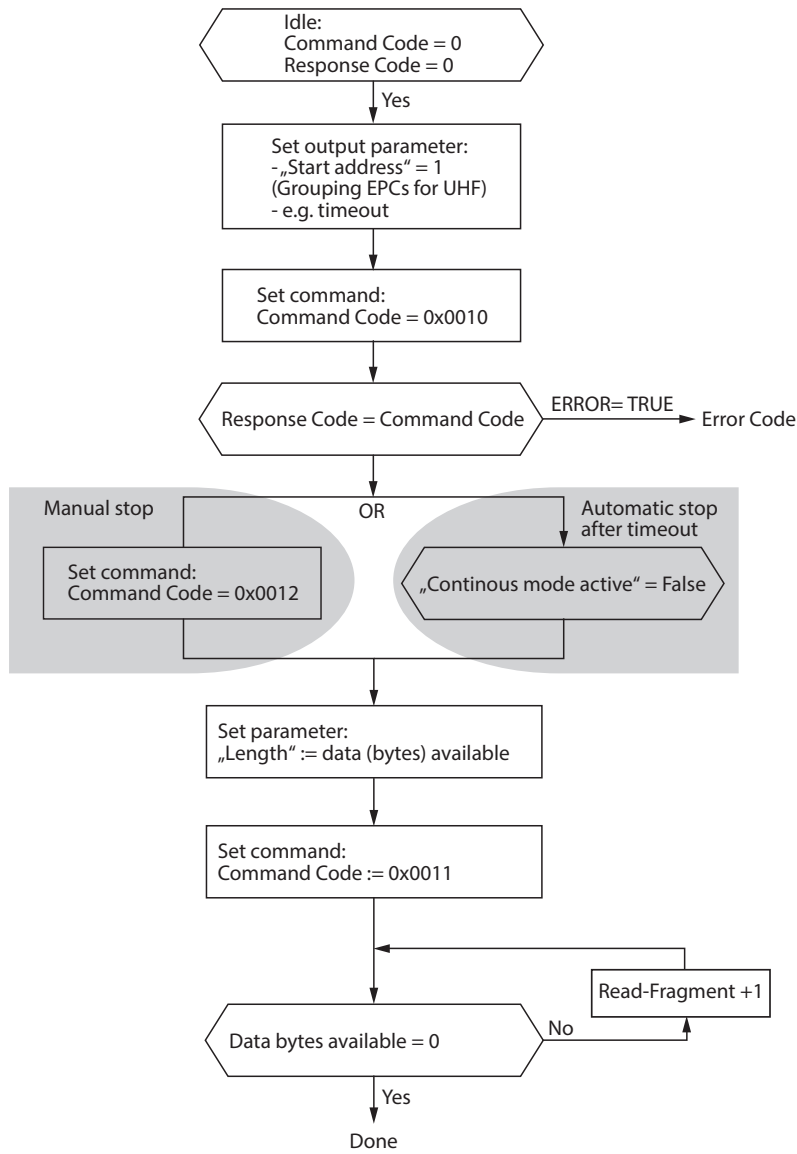 Idle:
Command Code = 0
Response Code = 0
Yes
Set output parameter:
-„Start address“ = 1
(Grouping EPCs for UHF)
- e.g. timeout
Set command:
Command Code = 0x0010
Response Code = Command Code
ERROR= TRUE
Error Code
OR
Manual stop
Set command:
Command Code = 0x0012
Automatic stop
after timeout
„Continous mode active“ = False
Set parameter:
„Length“ := data (bytes) available
Set command:
Command Code := 0x0011
Read-Fragment +1
Data bytes available = 0
No
Yes
Done